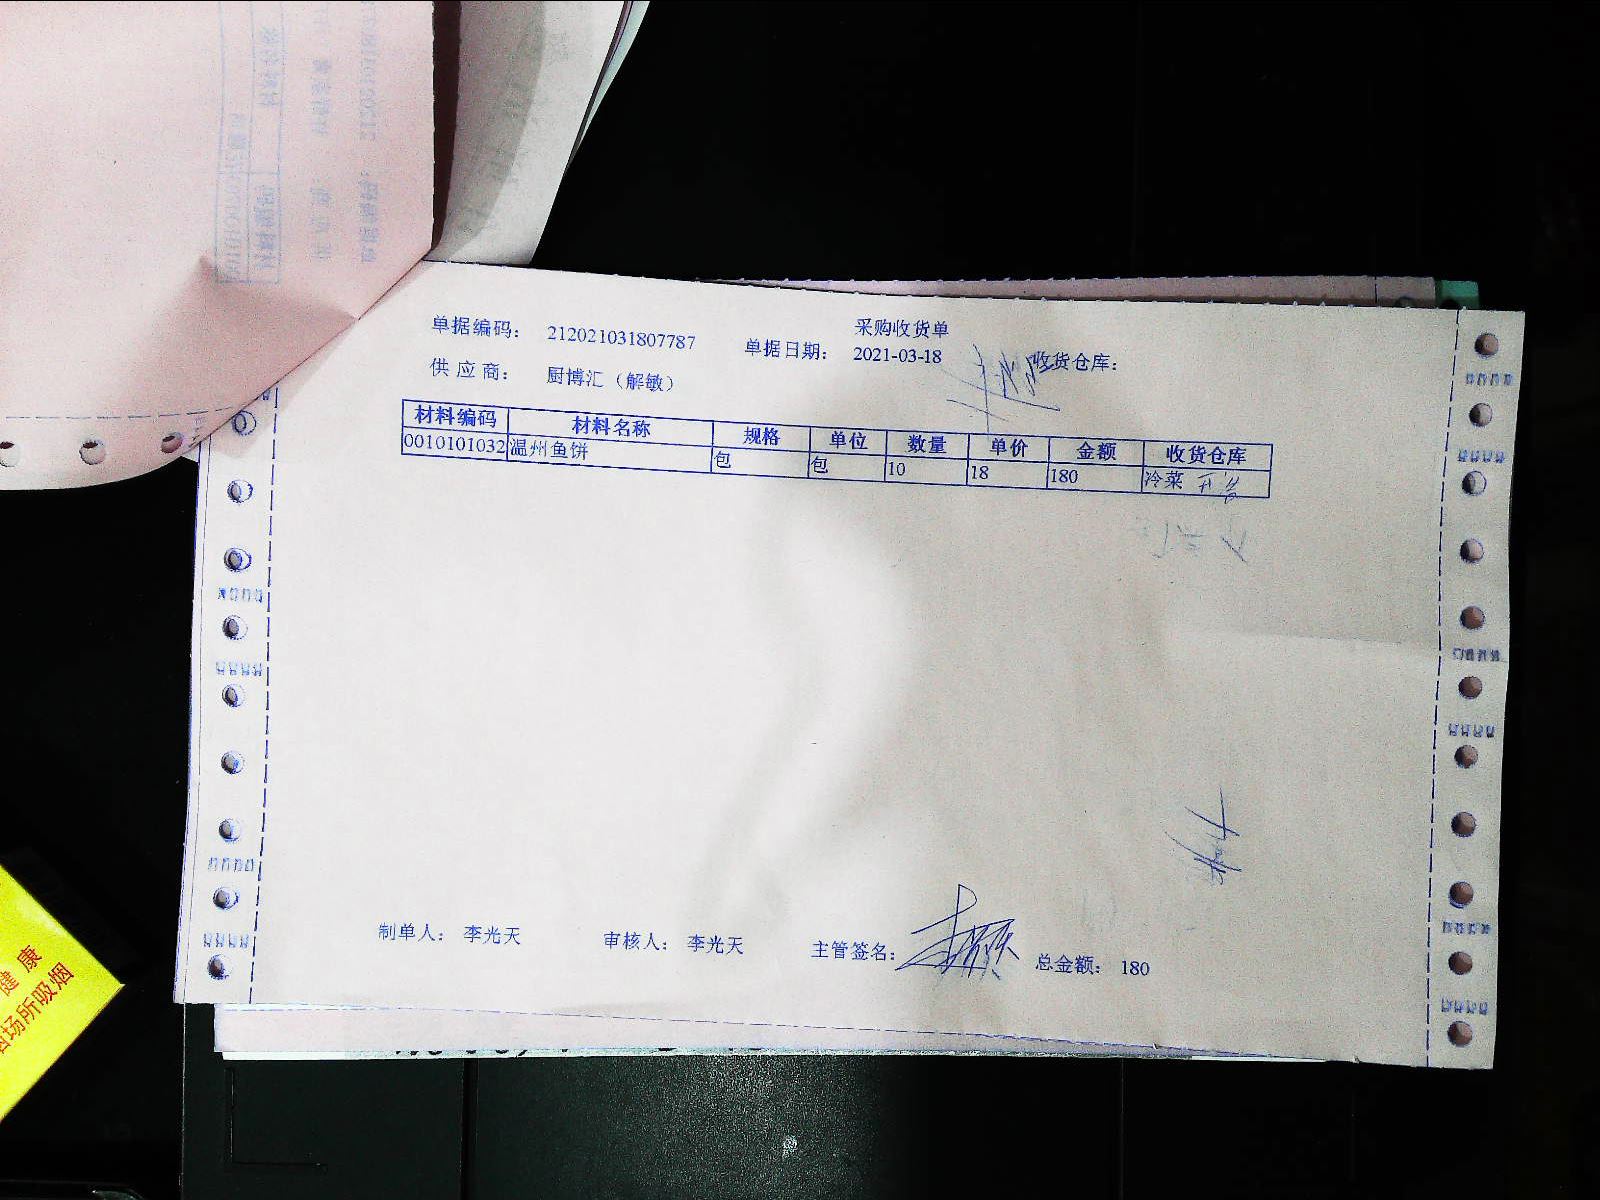 采购收货单
单据编码： 212021031807787 单据日期： 2021-03-18 收货仓库：
供应商： 厨博汇（解敏）
材料编码 材料名称 规格 单位 数量 单价 金额 收货仓库
0010101032 温州鱼饼 包 包 10 18 180 冷菜
制单人： 李光天 审核人： 李光天 主管签名： 总金额： 180
健康
场所吸烟